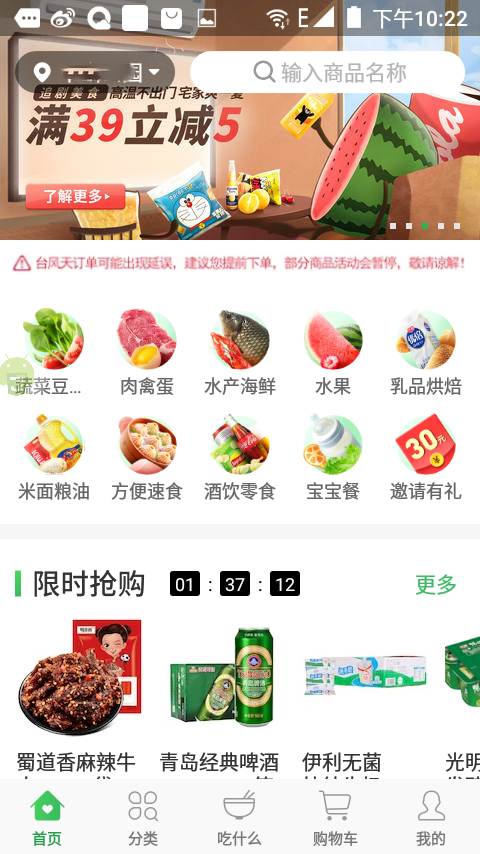 E 下午10:22
输入商品名称
追剧美食 高温不出门 宅家爽一夏
满39立减5
了解更多
台风天订单可能出现延误，建议您提前下单，部分商品活动会暂停，敬请谅解！
蔬菜豆... 肉禽蛋 水产海鲜 水果 乳品烘焙
30元
米面粮油 方便速食 酒饮零食 宝宝餐 邀请有礼
限时抢购 01 : 37 : 12 更多
蜀道香麻辣牛 青岛经典啤酒 伊利无菌 光明
首页 分类 吃什么 购物车 我的